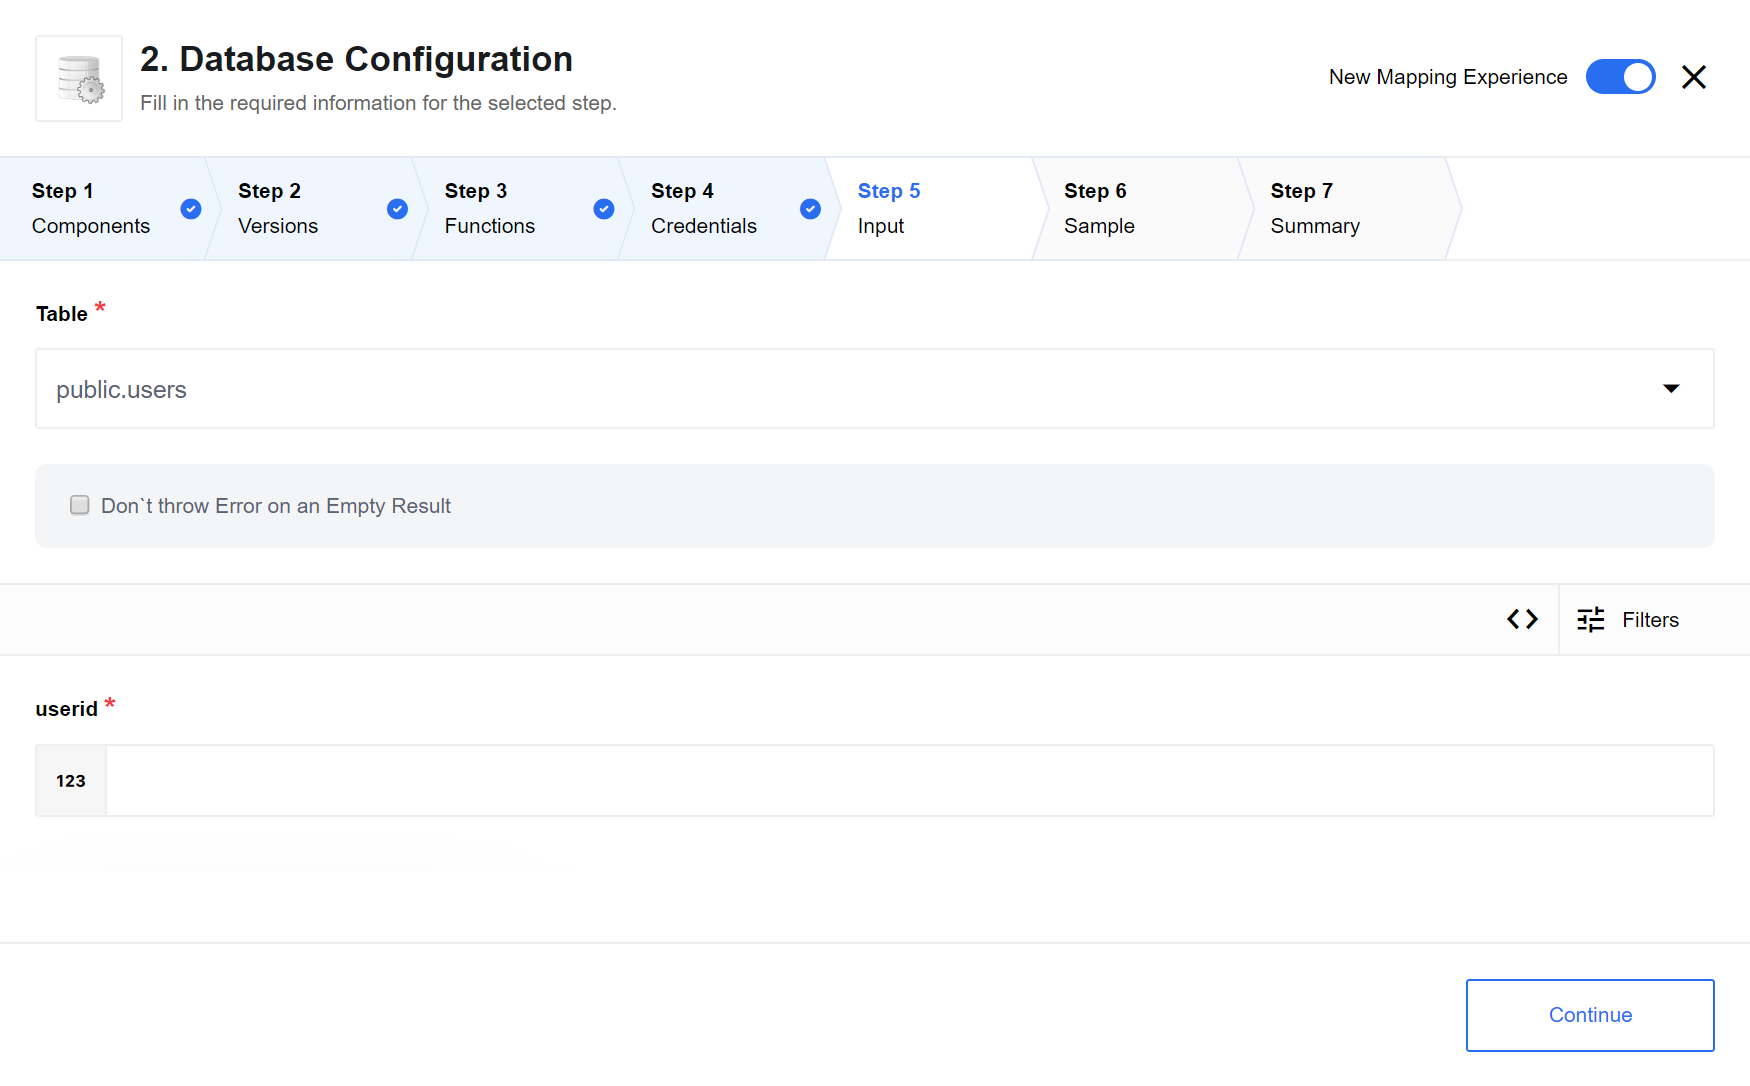 2. Database Configuration
Fill in the required information for the selected step.
New Mapping Experience
Step 1
Components
Step 2
Versions
Step 3
Functions
Step 4
Credentials
Step 5
Input
Step 6
Sample
Step 7
Summary
Table *
public.users
Don`t throw Error on an Empty Result
Filters
userid *
123
Continue